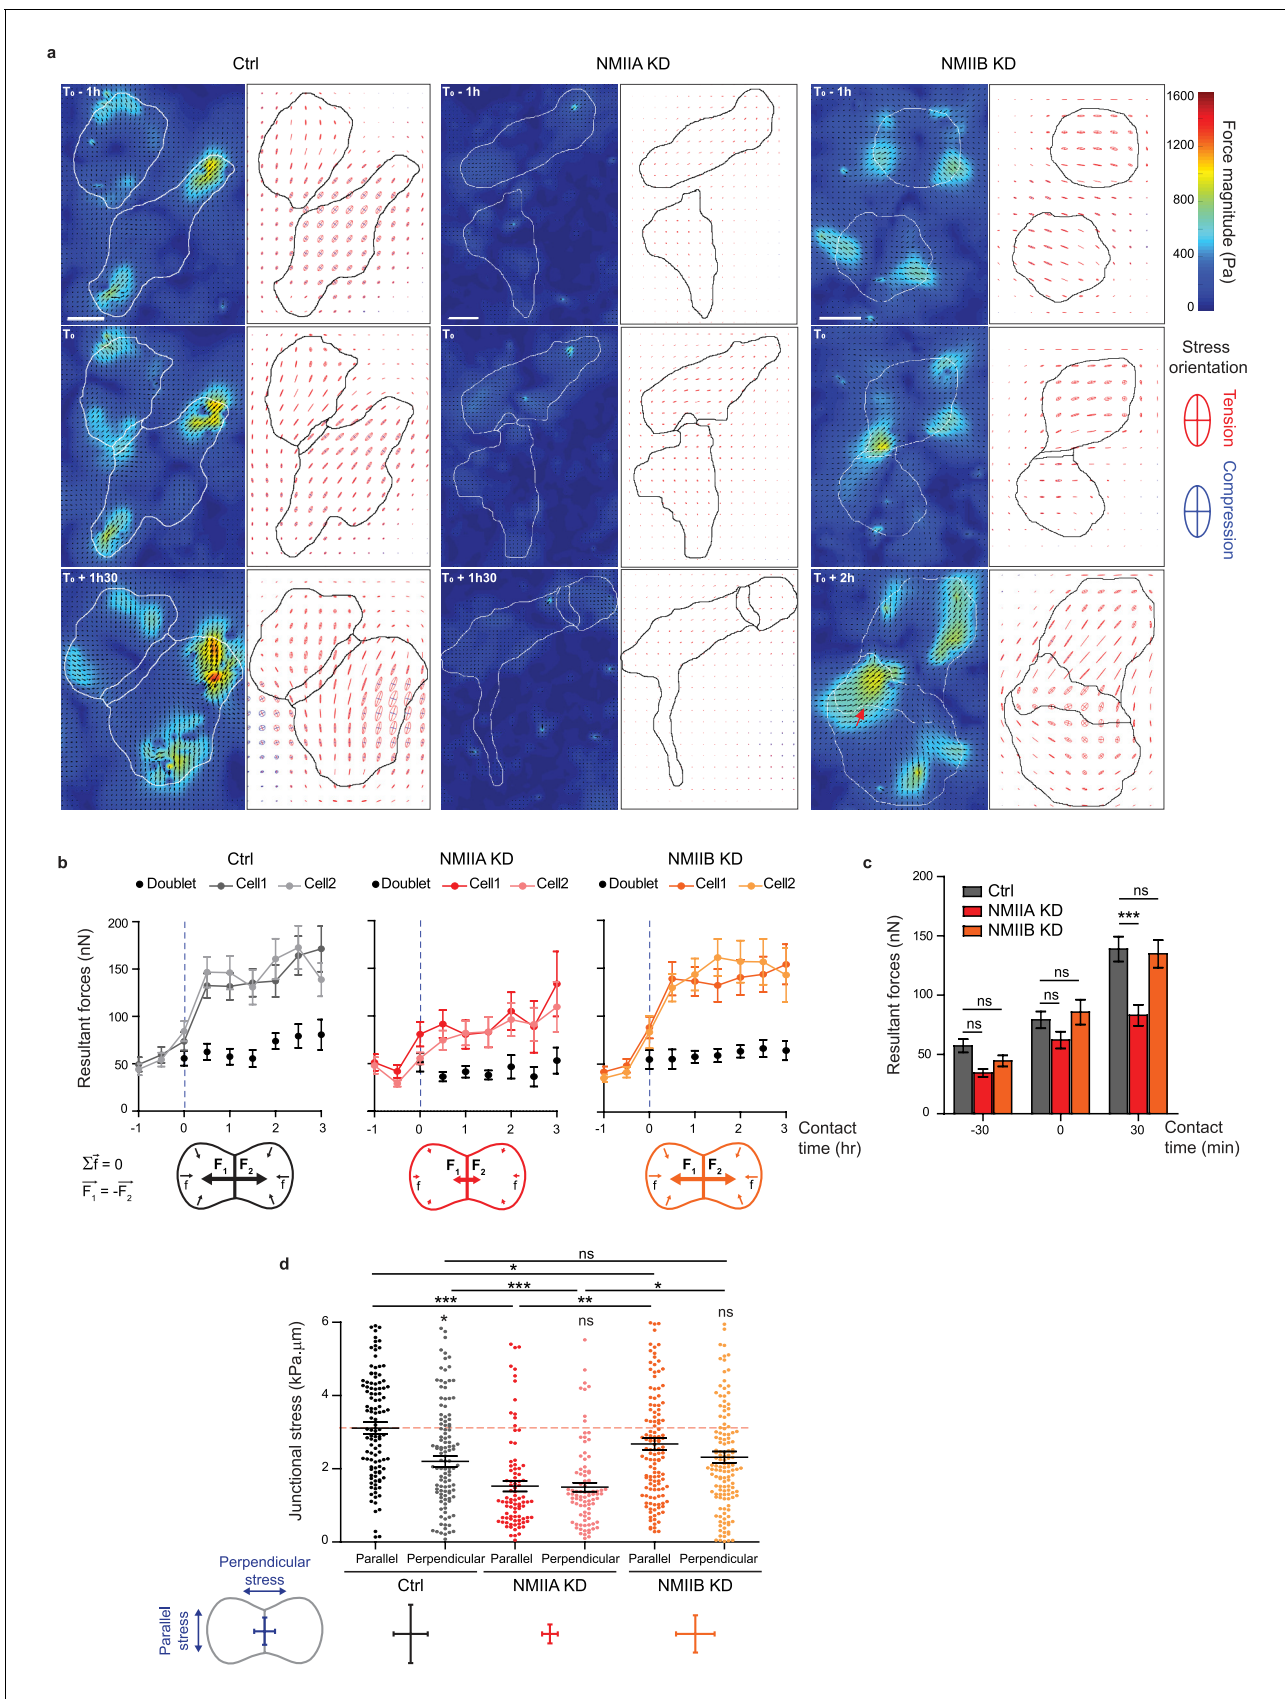 a
Ctrl
NMIIA KD
NMIIB KD
T₀ - 1h
T₀ - 1h
T₀ - 1h
T₀
T₀
T₀
T₀ + 1h30
T₀ + 1h30
T₀ + 2h
1600
1200
800
400
0
Force magnitude (Pa)
Stress
orientation
Tension
Compression
b
Ctrl
NMIIA KD
NMIIB KD
Doublet Cell1 Cell2
Doublet Cell1 Cell2
Doublet Cell1 Cell2
Resultant forces (nN)
200
150
100
50
0
-1 0 1 2 3
-1 0 1 2 3
-1 0 1 2 3
Contact
time (hr)
Σf⃗ = 0
F⃗₁ = -F⃗₂
F₁ F₂
f f
F₁ F₂
f f
F₁ F₂
f f
c
Ctrl
NMIIA KD
NMIIB KD
Resultant forces (nN)
200
150
100
50
0
ns
ns
ns
ns
ns
***
-30 0 30
Contact
time (min)
d
ns
*
*** *
*** **
* ns ns
Junctional stress (kPa.µm)
6
4
2
0
Parallel Perpendicular Parallel Perpendicular Parallel Perpendicular
Ctrl NMIIA KD NMIIB KD
Perpendicular
stress
Parallel
stress